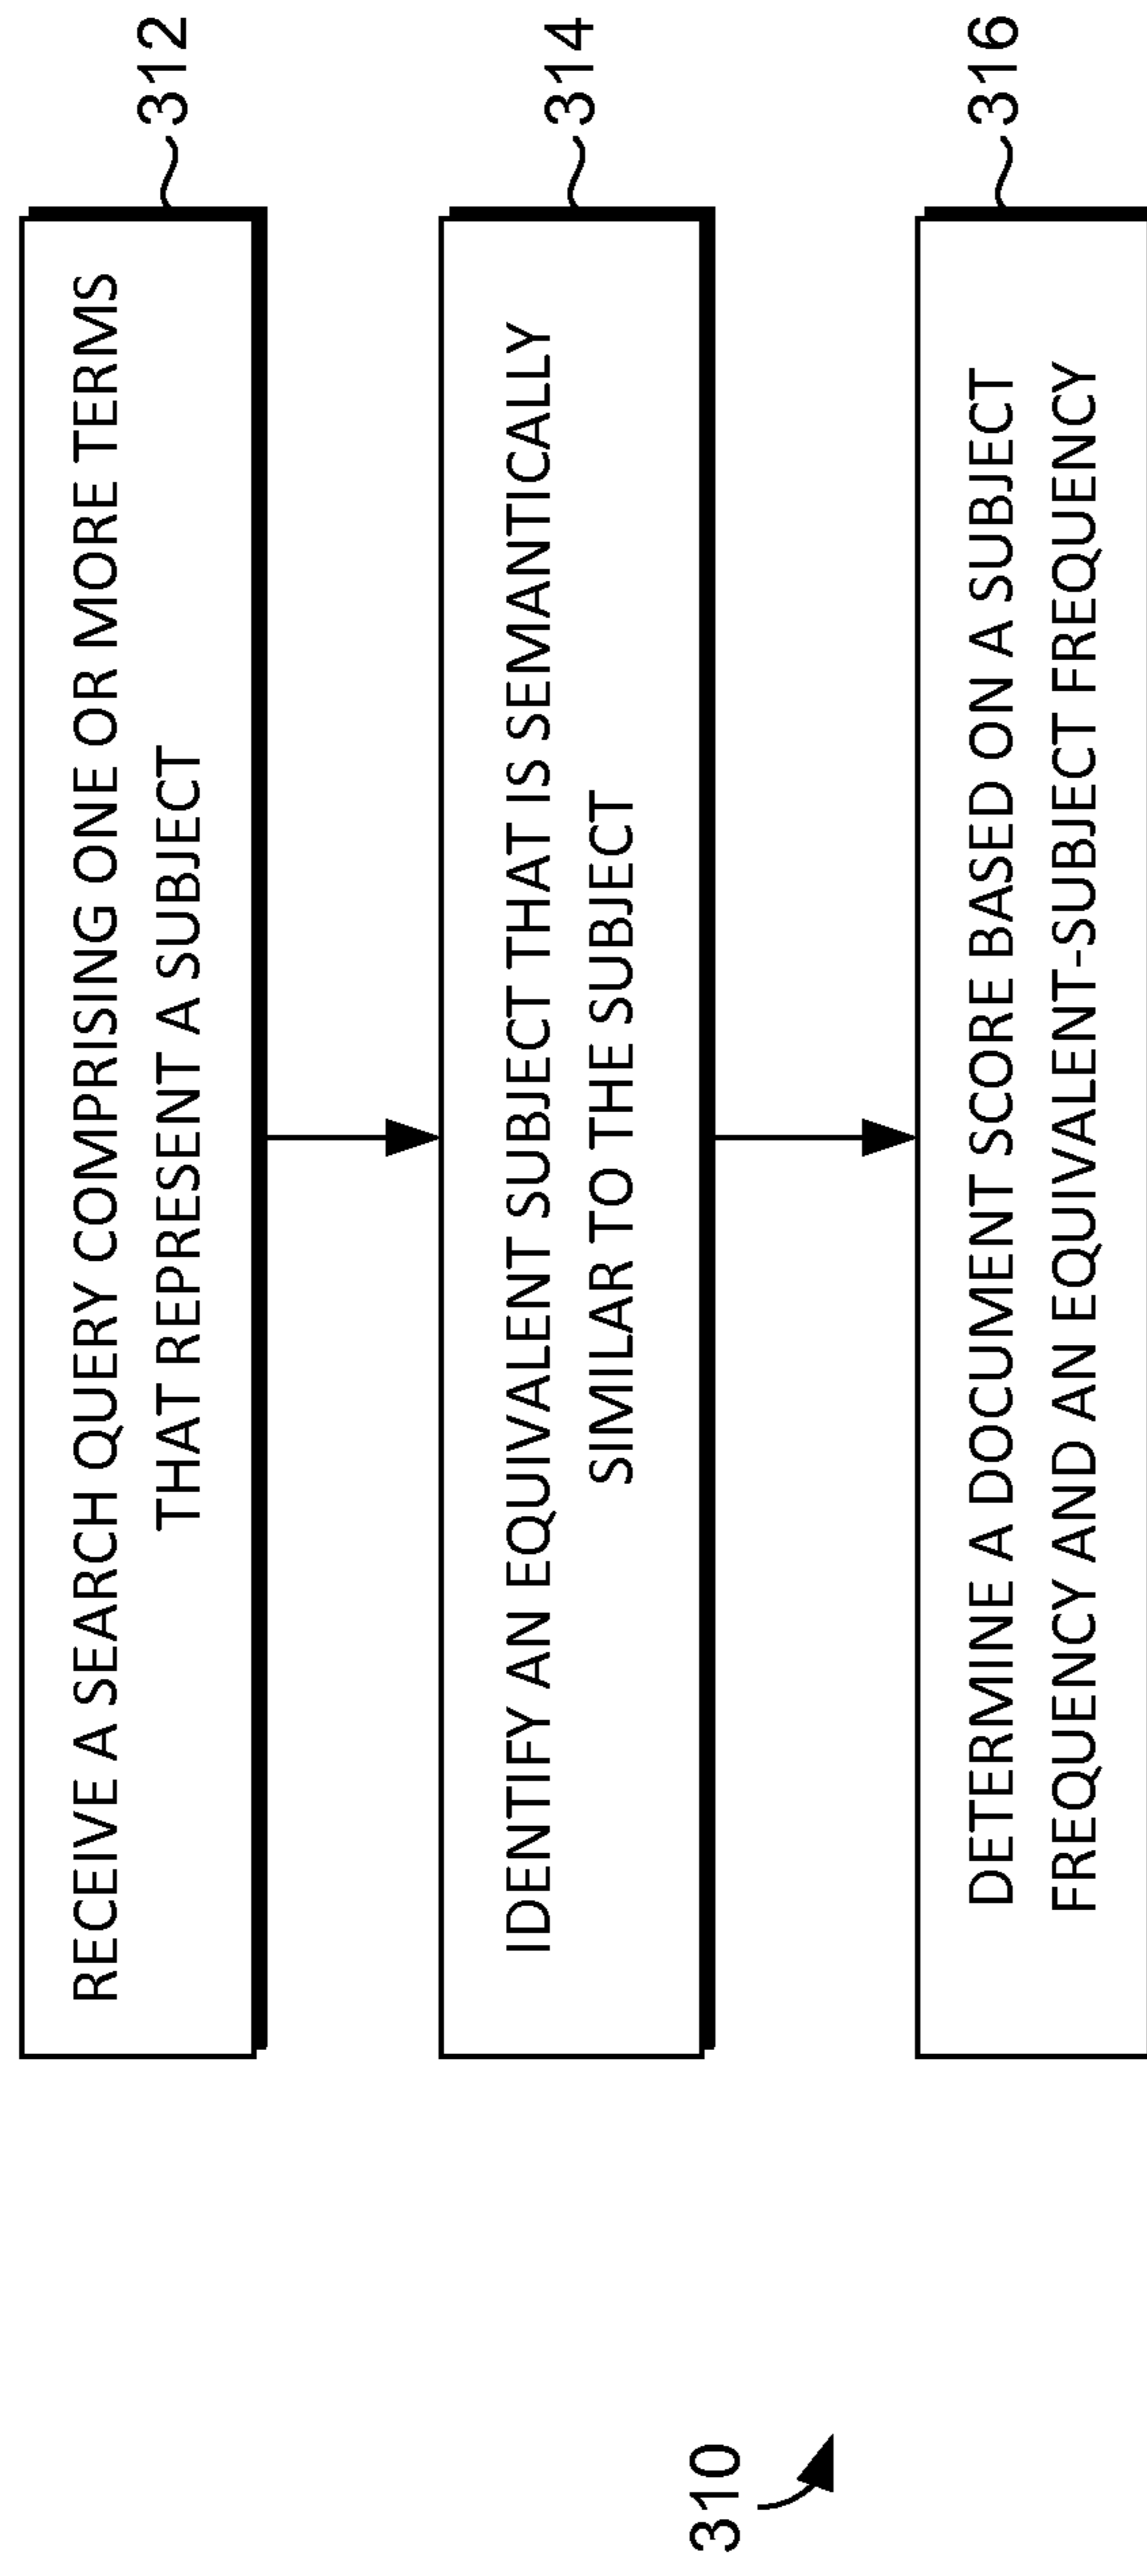 RECEIVE A SEARCH QUERY COMPRISING ONE OR MORE TERMS
THAT REPRESENT A SUBJECT
312
IDENTIFY AN EQUIVALENT SUBJECT THAT IS SEMANTICALLY
SIMILAR TO THE SUBJECT
314
310
DETERMINE A DOCUMENT SCORE BASED ON A SUBJECT
FREQUENCY AND AN EQUIVALENT-SUBJECT FREQUENCY
316